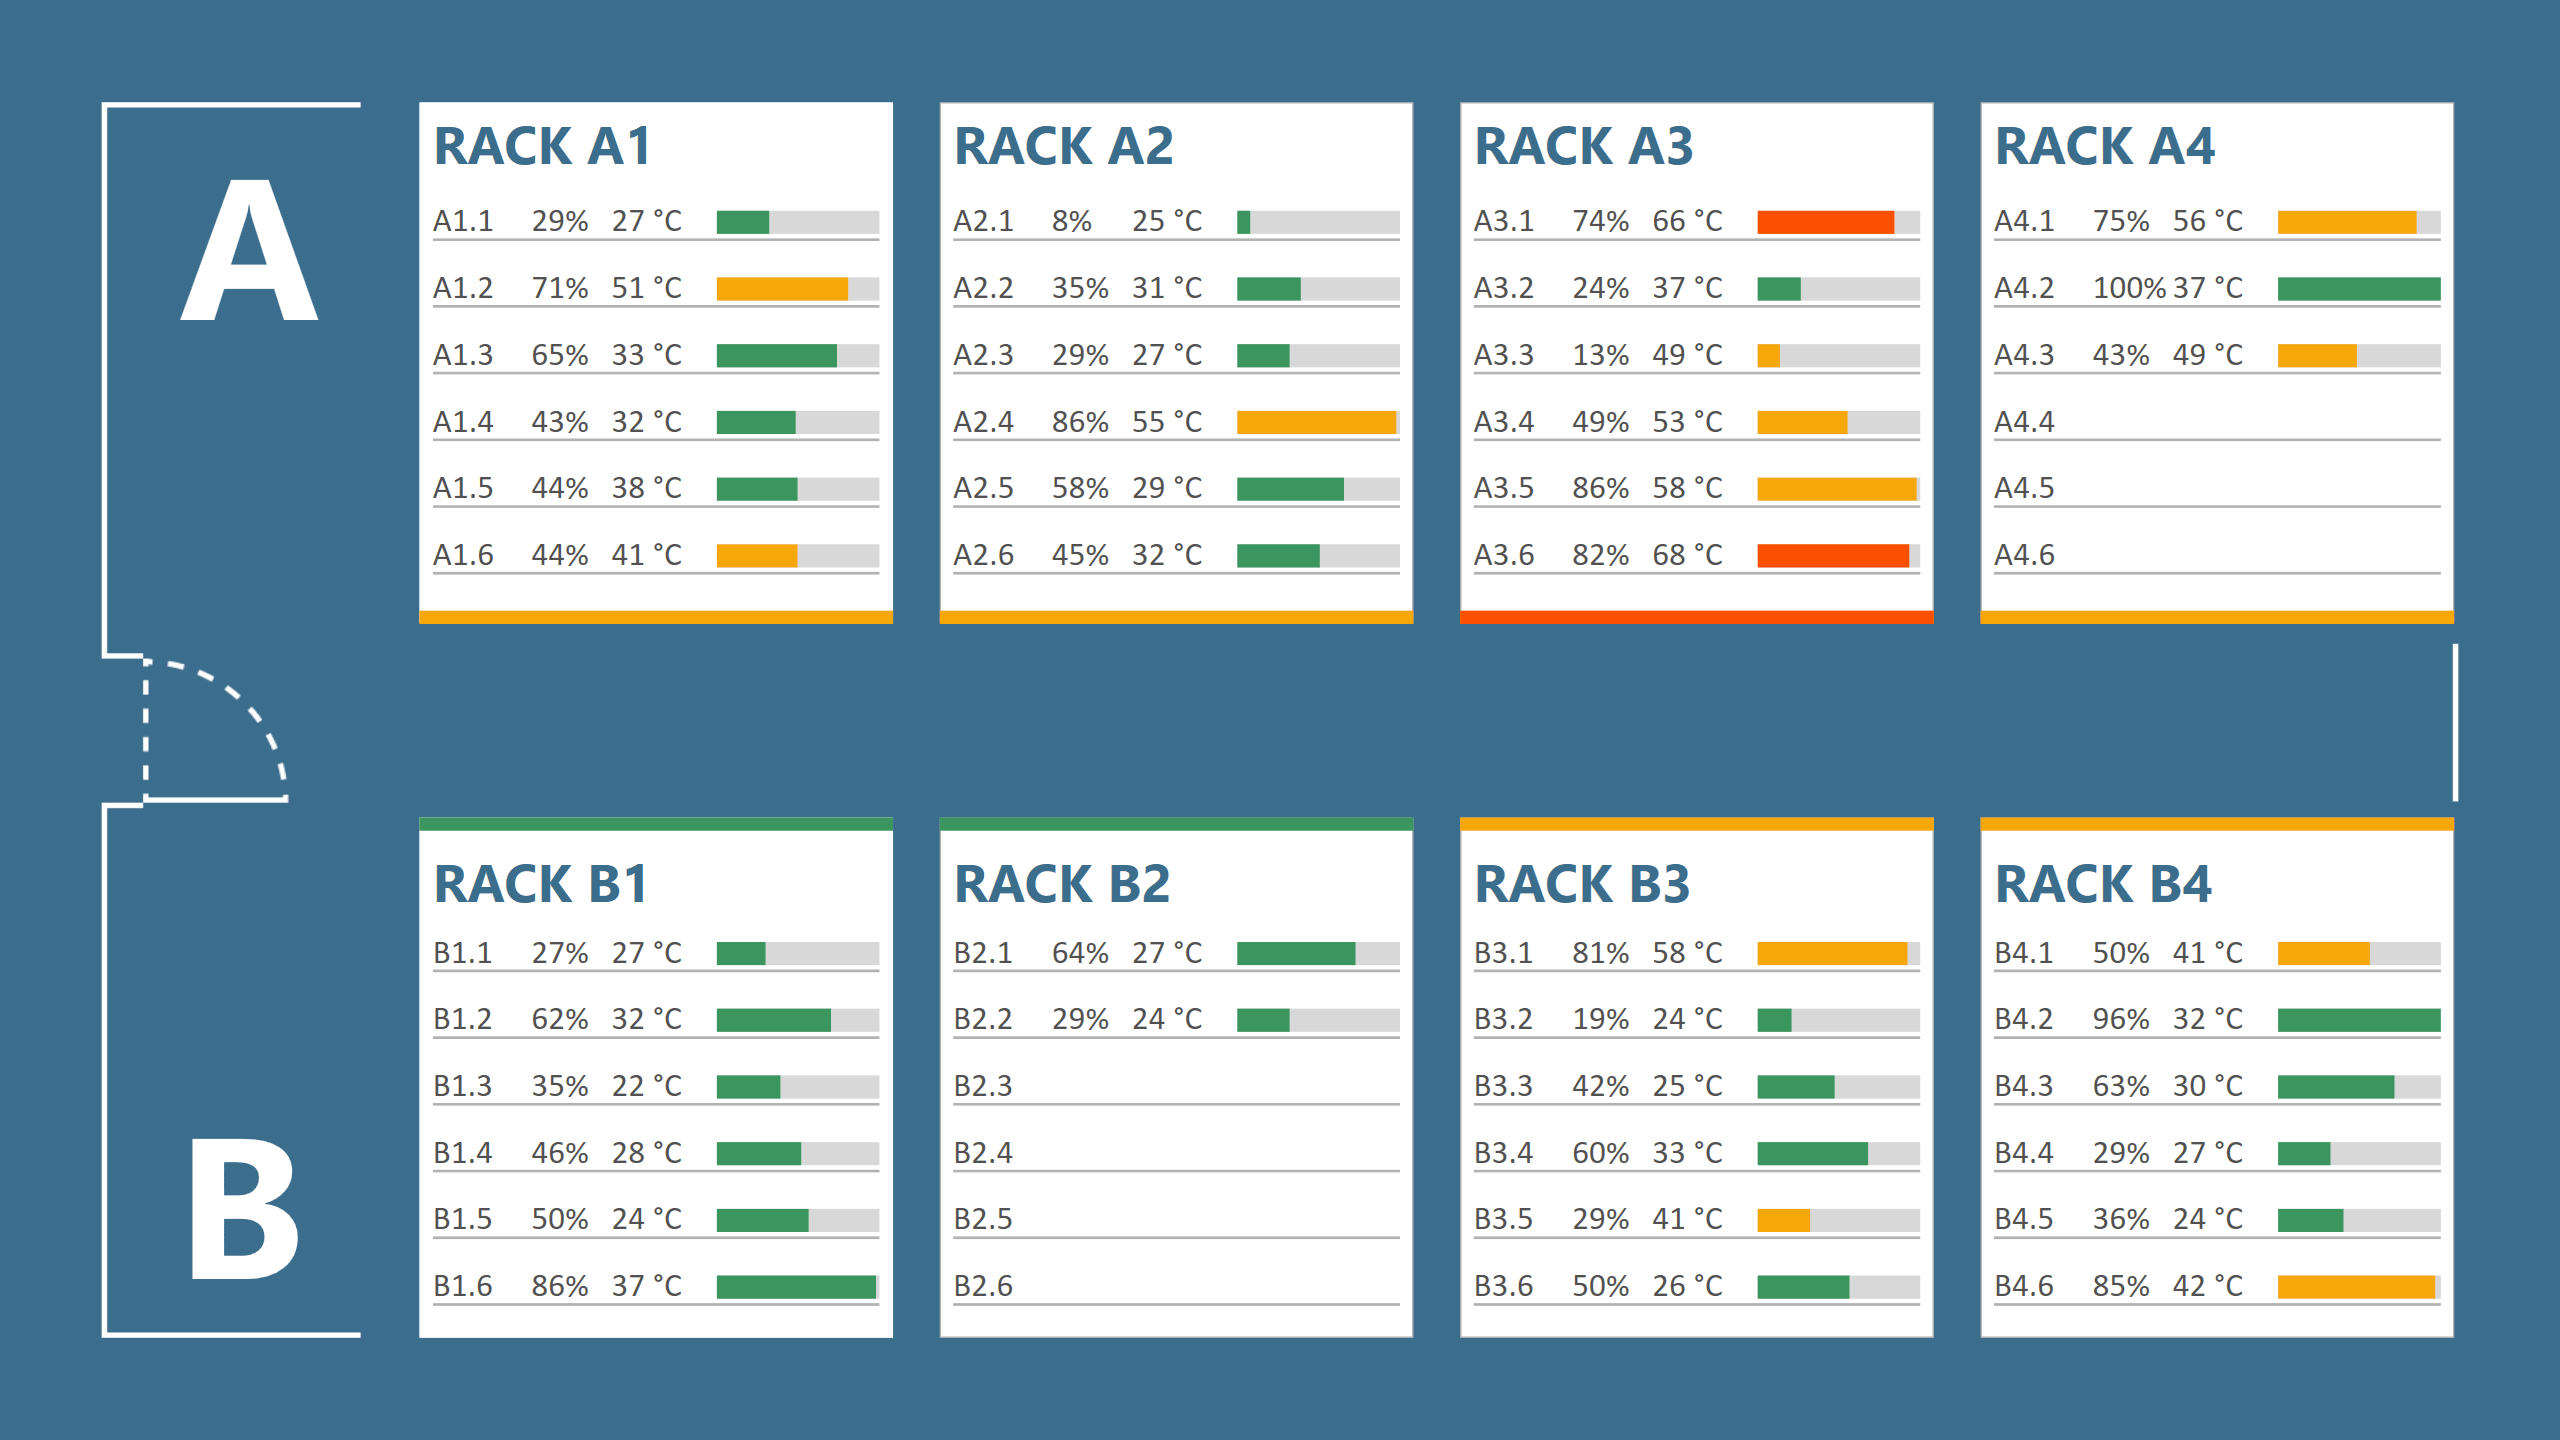 A
RACK A1
A1.1 29% 27 °C
A1.2 71% 51 °C
A1.3 65% 33 °C
A1.4 43% 32 °C
A1.5 44% 38 °C
A1.6 44% 41 °C
RACK A2
A2.1 8% 25 °C
A2.2 35% 31 °C
A2.3 29% 27 °C
A2.4 86% 55 °C
A2.5 58% 29 °C
A2.6 45% 32 °C
RACK A3
A3.1 74% 66 °C
A3.2 24% 37 °C
A3.3 13% 49 °C
A3.4 49% 53 °C
A3.5 86% 58 °C
A3.6 82% 68 °C
RACK A4
A4.1 75% 56 °C
A4.2 100% 37 °C
A4.3 43% 49 °C
A4.4
A4.5
A4.6
B
RACK B1
B1.1 27% 27 °C
B1.2 62% 32 °C
B1.3 35% 22 °C
B1.4 46% 28 °C
B1.5 50% 24 °C
B1.6 86% 37 °C
RACK B2
B2.1 64% 27 °C
B2.2 29% 24 °C
B2.3
B2.4
B2.5
B2.6
RACK B3
B3.1 81% 58 °C
B3.2 19% 24 °C
B3.3 42% 25 °C
B3.4 60% 33 °C
B3.5 29% 41 °C
B3.6 50% 26 °C
RACK B4
B4.1 50% 41 °C
B4.2 96% 32 °C
B4.3 63% 30 °C
B4.4 29% 27 °C
B4.5 36% 24 °C
B4.6 85% 42 °C